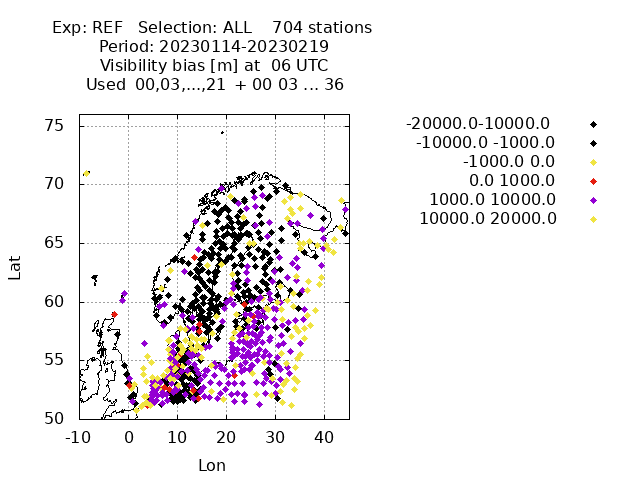 Exp: REF   Selection: ALL    704 stations
Period: 20230114-20230219
Visibility bias [m] at  06 UTC
Used  00,03,...,21  + 00 03 ... 36
-20000.0-10000.0
-10000.0 -1000.0
-1000.0 0.0
0.0 1000.0
1000.0 10000.0
10000.0 20000.0
75
70
65
60
55
50
Lat
-10 0 10 20 30 40
Lon